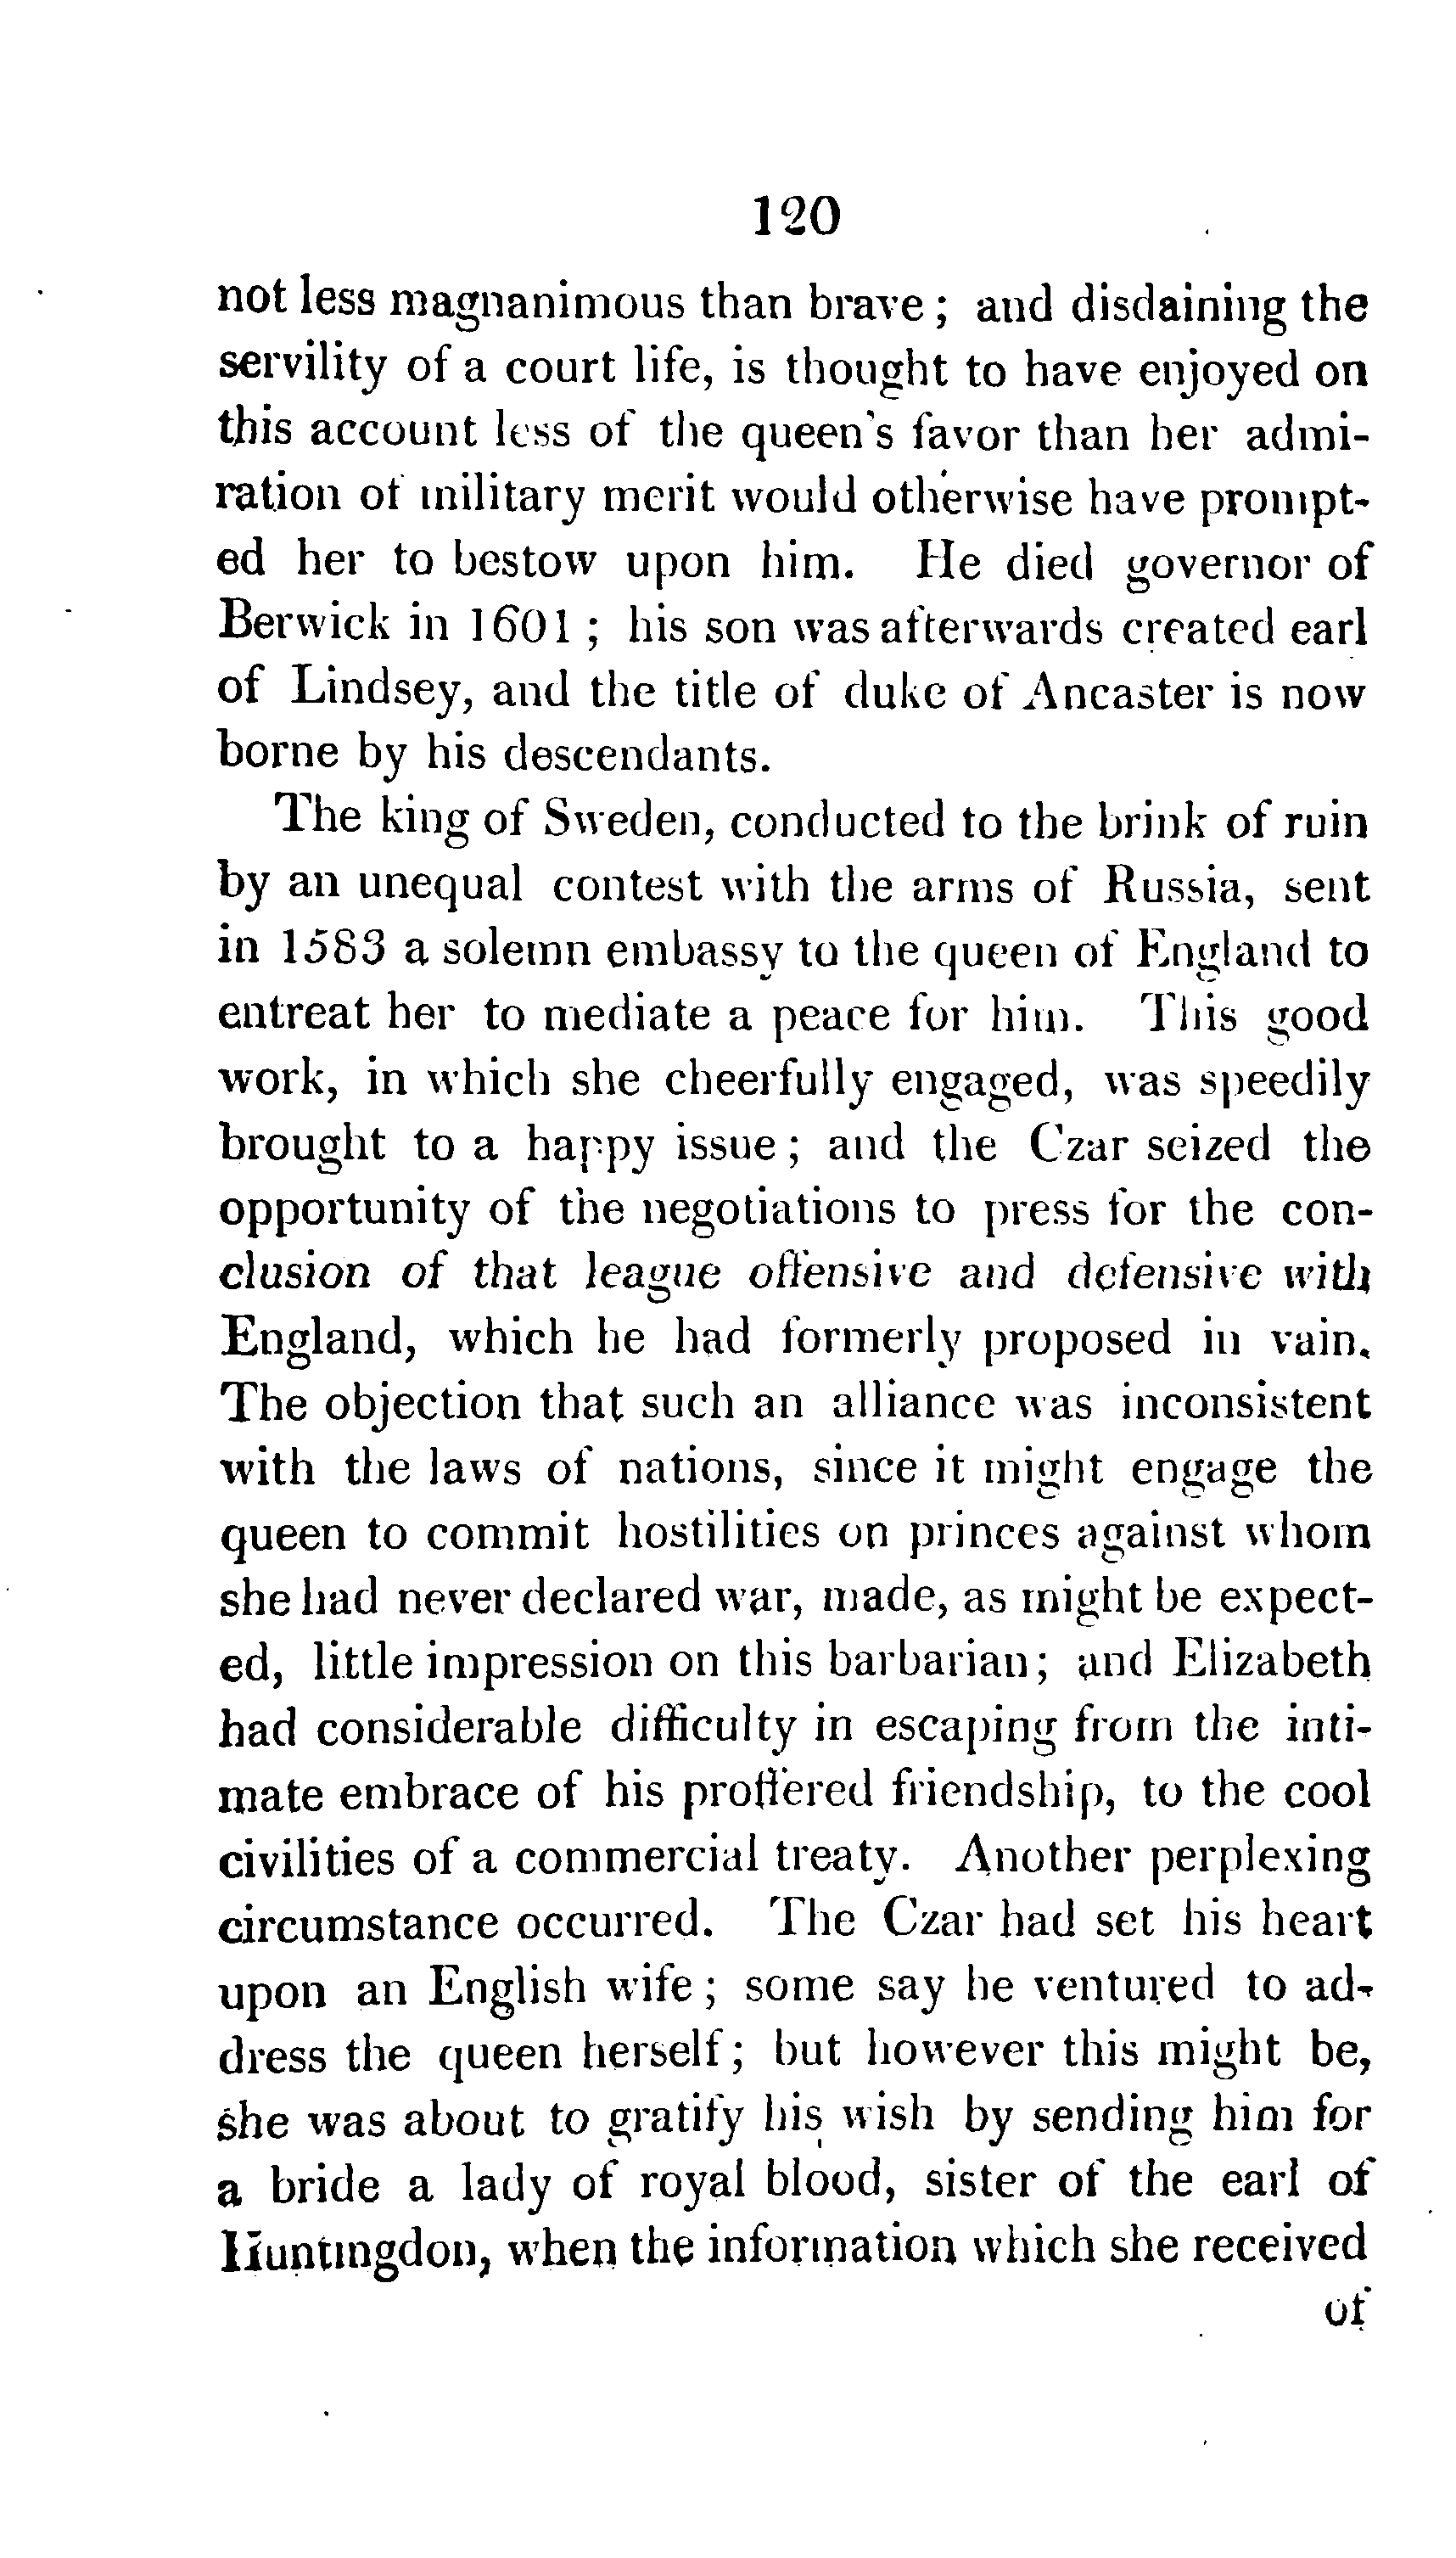 120
not less magnanimous than brave; and disdaining the
servility of a court life, is thought to have enjoyed on
this account less of the queen's favor than her admi-
ration of military merit would otherwise have prompt-
ed her to bestow upon him. He died governor of
Berwick in 1601; his son was afterwards created earl
of Lindsey, and the title of duke of Ancaster is now
borne by his descendants.
The king of Sweden, conducted to the brink of ruin
by an unequal contest with the arms of Russia, sent
in 1583 a solemn embassy to the queen of England to
entreat her to mediate a peace for him. This good
work, in which she cheerfully engaged, was speedily
brought to a happy issue; and the Czar seized the
opportunity of the negotiations to press for the con-
clusion of that league offensive and defensive with
England, which he had formerly proposed in vain.
The objection that such an alliance was inconsistent
with the laws of nations, since it might engage the
queen to commit hostilities on princes against whom
she had never declared war, made, as might be expect-
ed, little impression on this barbarian; and Elizabeth
had considerable difficulty in escaping from the inti-
mate embrace of his proffered friendship, to the cool
civilities of a commercial treaty. Another perplexing
circumstance occurred. The Czar had set his heart
upon an English wife; some say he ventured to ad-
dress the queen herself; but however this might be,
she was about to gratify his wish by sending him for
a bride a lady of royal blood, sister of the earl of
Huntingdon, when the information which she received
of